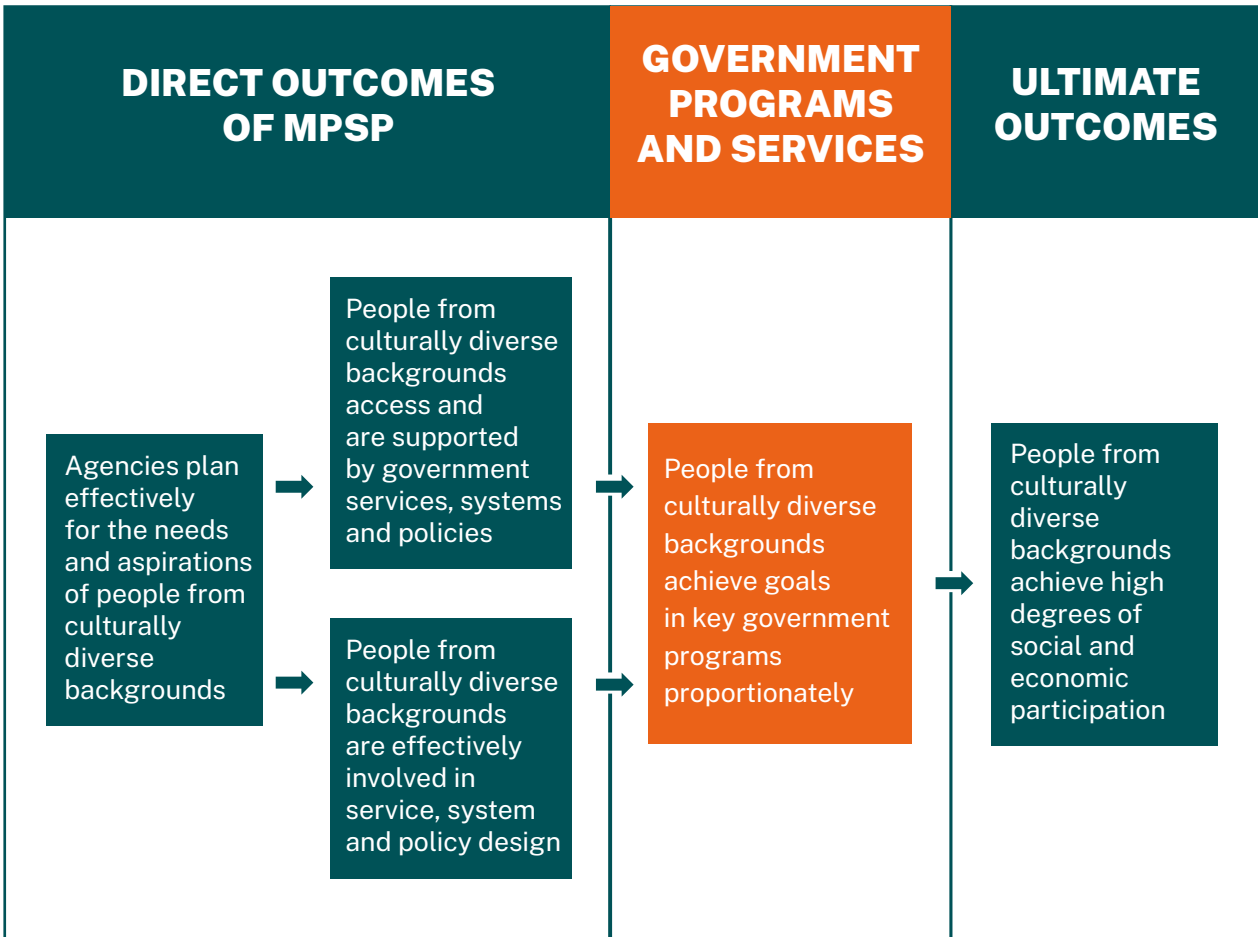 DIRECT OUTCOMES
OF MPSP
GOVERNMENT
PROGRAMS
AND SERVICES
ULTIMATE
OUTCOMES
Agencies plan
effectively
for the needs
and aspirations
of people from
culturally
diverse
backgrounds
People from
culturally diverse
backgrounds
access and
are supported
by government
services, systems
and policies
People from
culturally diverse
backgrounds
are effectively
involved in
service, system
and policy design
People from
culturally diverse
backgrounds
achieve goals
in key government
programs
proportionately
People from
culturally
diverse
backgrounds
achieve high
degrees of
social and
economic
participation